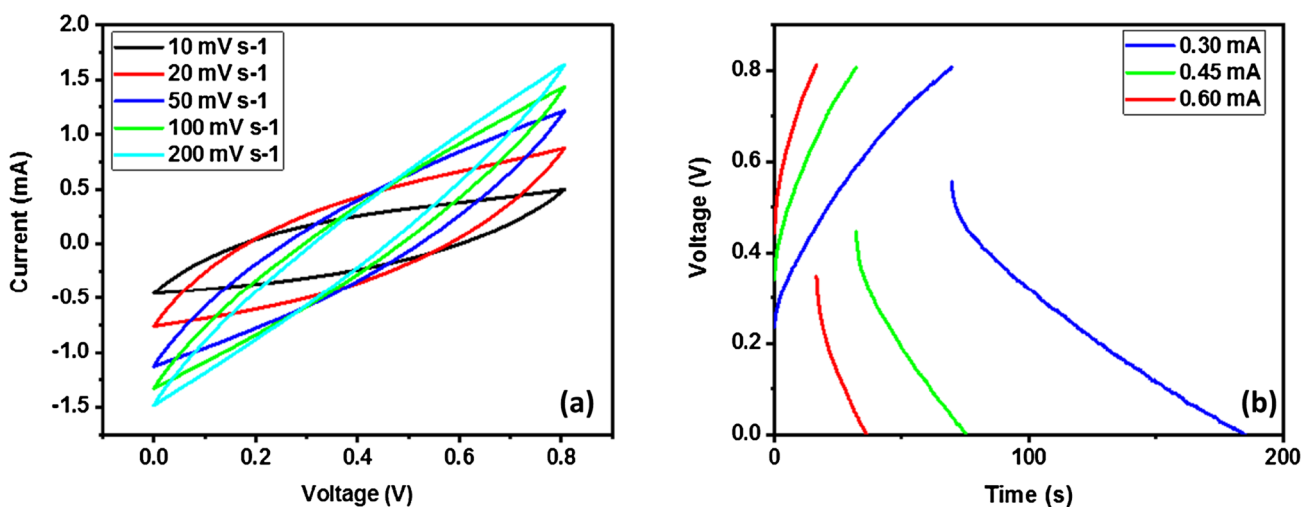 2.0
1.5
1.0
0.5
0.0
-0.5
-1.0
-1.5
Current (mA)
10 mV s-1
20 mV s-1
50 mV s-1
100 mV s-1
200 mV s-1
(a)
0.0 0.2 0.4 0.6 0.8
Voltage (V)
0.8
0.6
0.4
0.2
0.0
Voltage (V)
0.30 mA
0.45 mA
0.60 mA
(b)
0 100 200
Time (s)